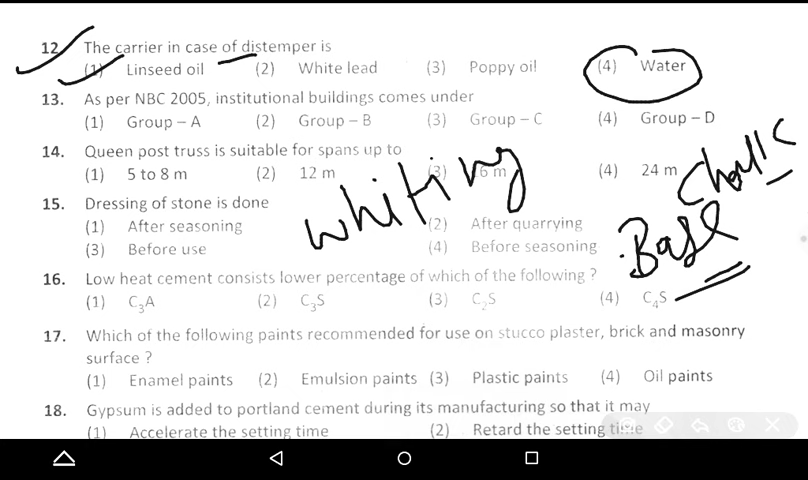 12. The carrier in case of distemper is
(1) Linseed oil (2) White lead (3) Poppy oil (4) Water
13. As per NBC 2005, institutional buildings comes under
(1) Group – A (2) Group – B (3) Group – C (4) Group – D
14. Queen post truss is suitable for spans up to
(1) 5 to 8 m (2) 12 m (3) 16 m (4) 24 m
Chalk
whiting
15. Dressing of stone is done
(1) After seasoning (2) After quarrying
(3) Before use (4) Before seasoning
Base
16. Low heat cement consists lower percentage of which of the following ?
(1) C₃A (2) C₃S (3) C₂S (4) C₄S
17. Which of the following paints recommended for use on stucco plaster, brick and masonry
surface ?
(1) Enamel paints (2) Emulsion paints (3) Plastic paints (4) Oil paints
18. Gypsum is added to portland cement during its manufacturing so that it may
(1) Accelerate the setting time (2) Retard the setting time